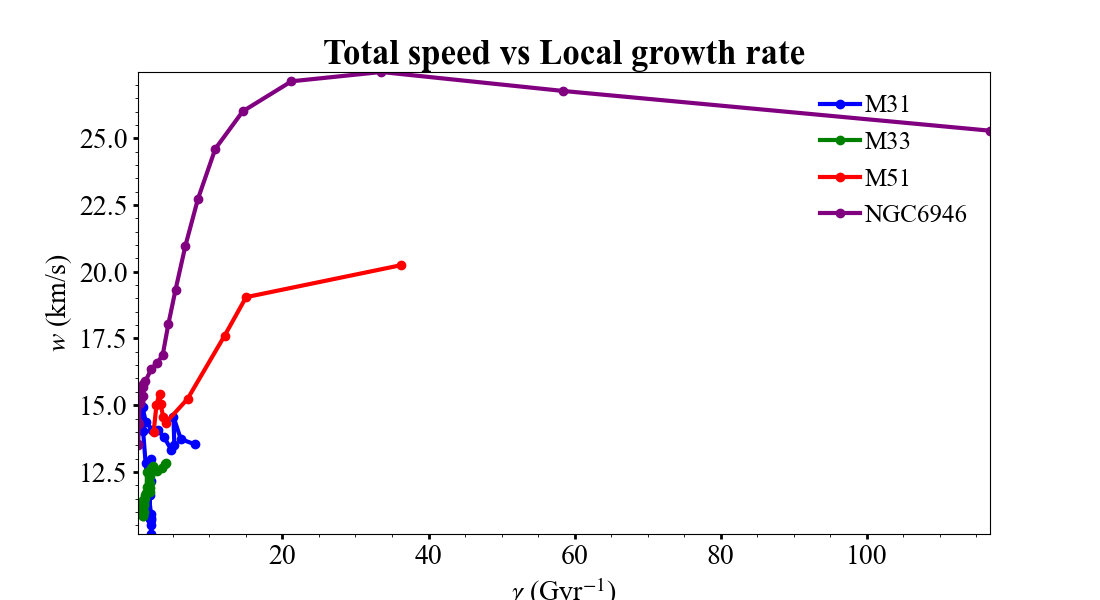 Total speed vs Local growth rate
M31
M33
M51
NGC6946
25.0
22.5
20.0
17.5
15.0
12.5
w (km/s)
20 40 60 80 100
γ (Gyr⁻¹)